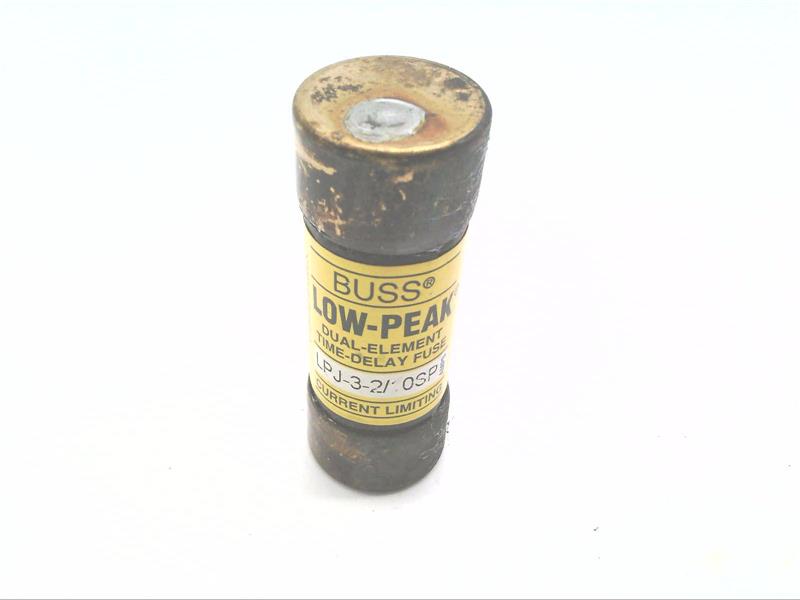 BUSS®
LOW-PEAK®
DUAL-ELEMENT
TIME-DELAY FUSE
LPJ-3-2/10SP
CURRENT LIMITING